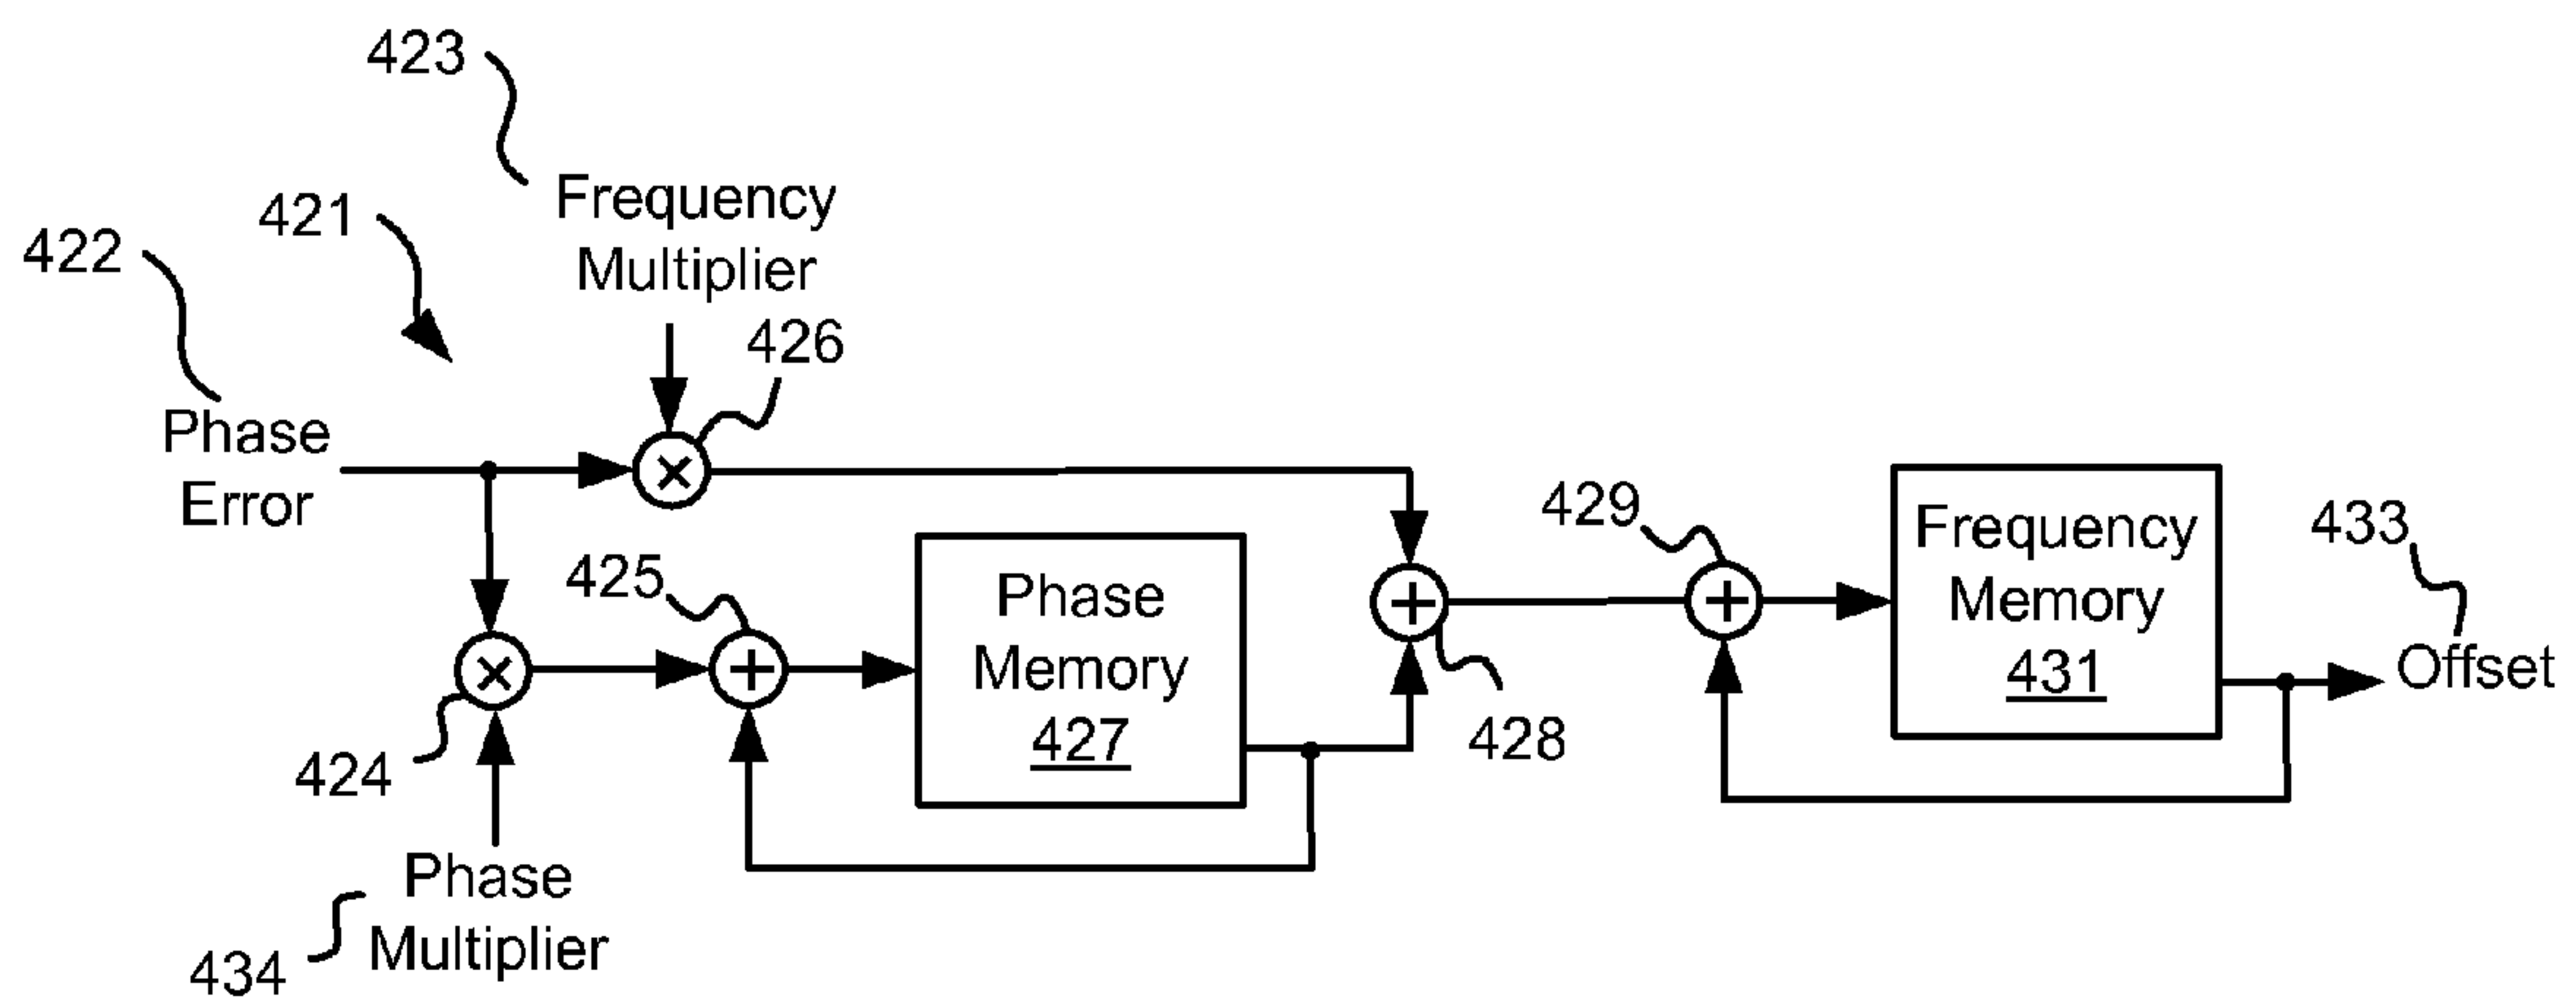 423
Frequency
Multiplier
421
422
426
Phase
Error
425
Phase
Memory
427
424
Phase
Multiplier
434
428
429
Frequency
Memory
431
433
Offset